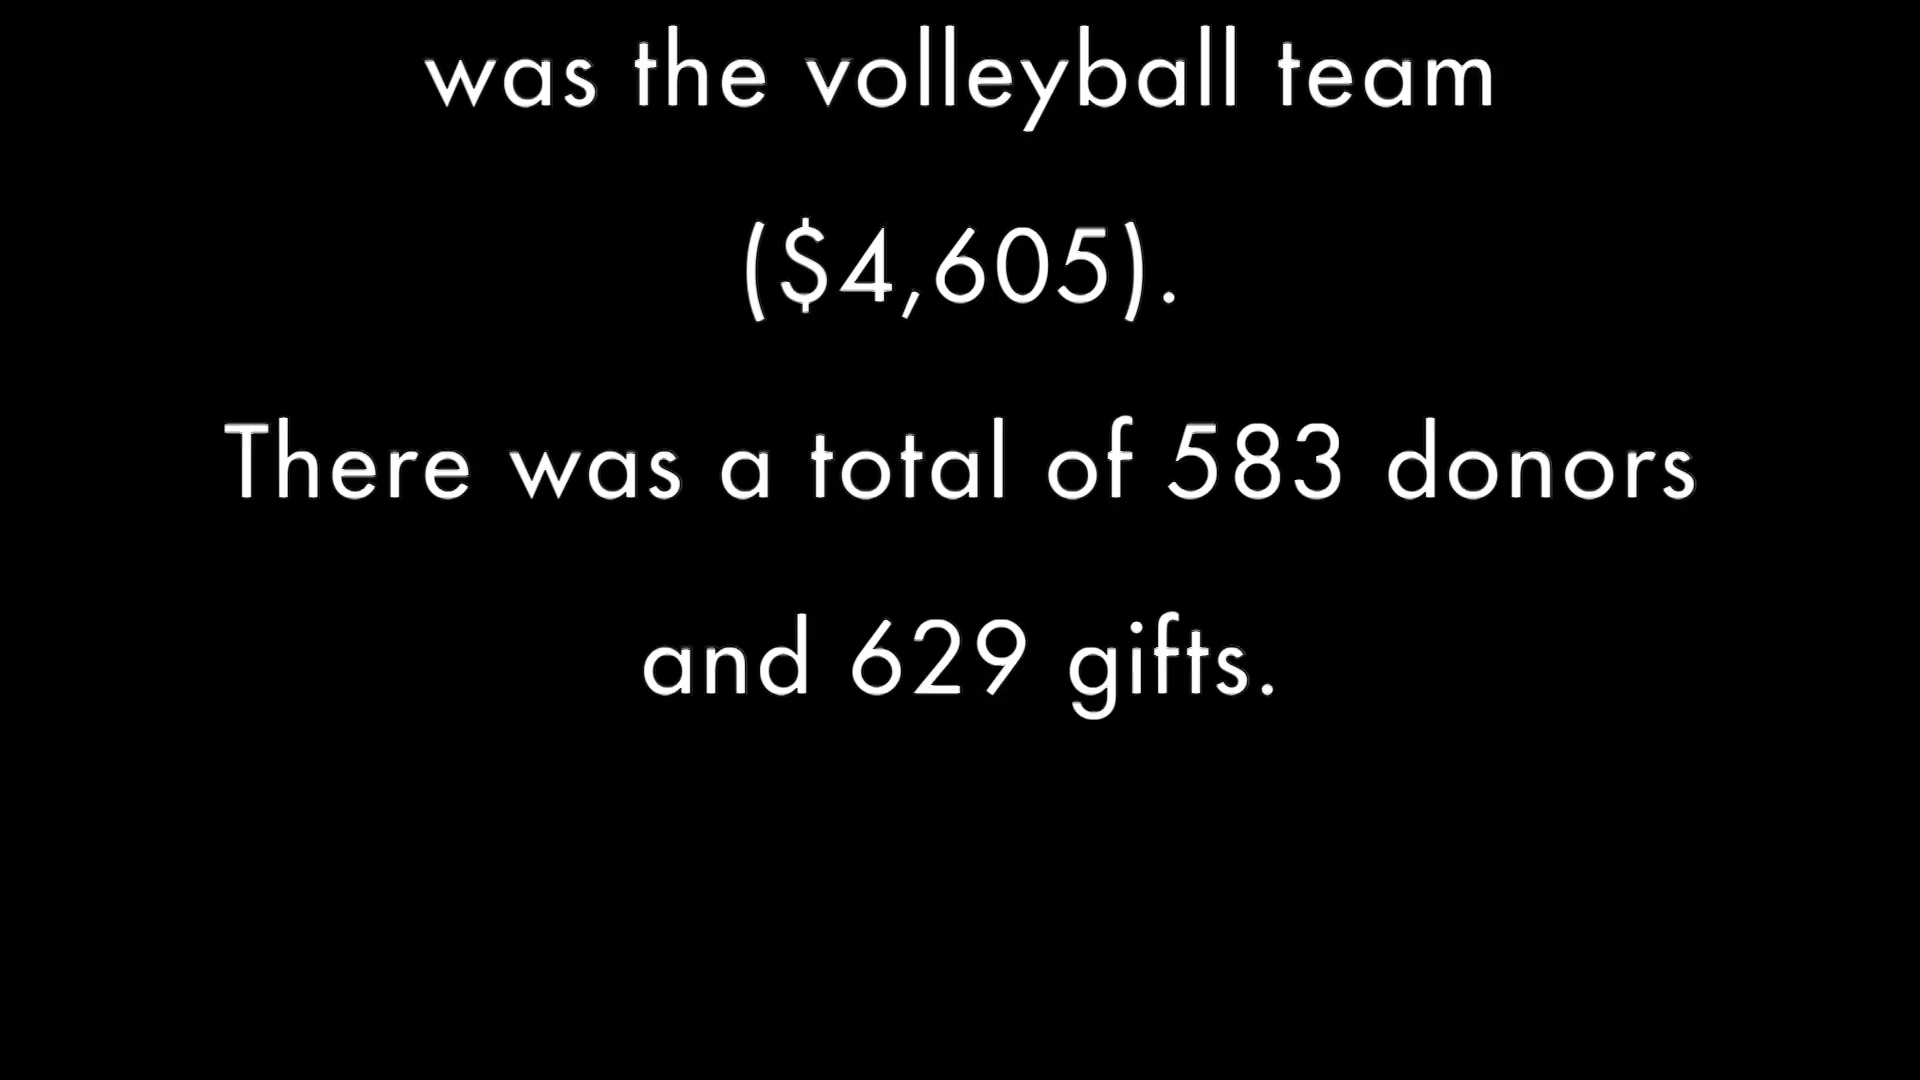 was the volleyball team
($4,605).
There was a total of 583 donors
and 629 gifts.